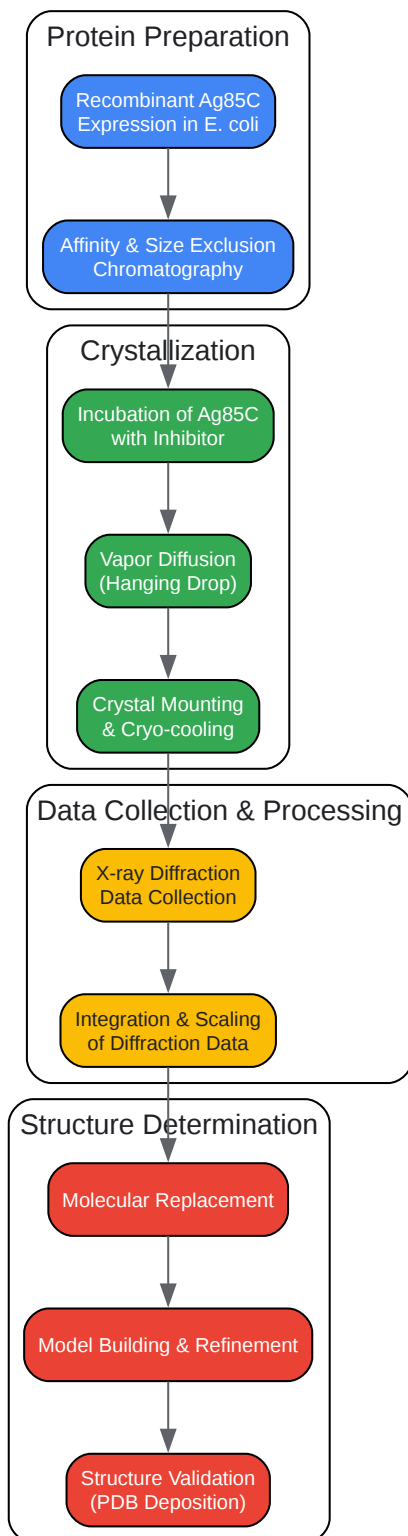 Protein Preparation
Recombinant Ag85C
Expression in E. coli
Affinity & Size Exclusion
Chromatography
Crystallization
Incubation of Ag85C
with Inhibitor
Vapor Diffusion
(Hanging Drop)
Crystal Mounting
& Cryo-cooling
Data Collection & Processing
X-ray Diffraction
Data Collection
Integration & Scaling
of Diffraction Data
Structure Determination
Molecular Replacement
Model Building & Refinement
Structure Validation
(PDB Deposition)